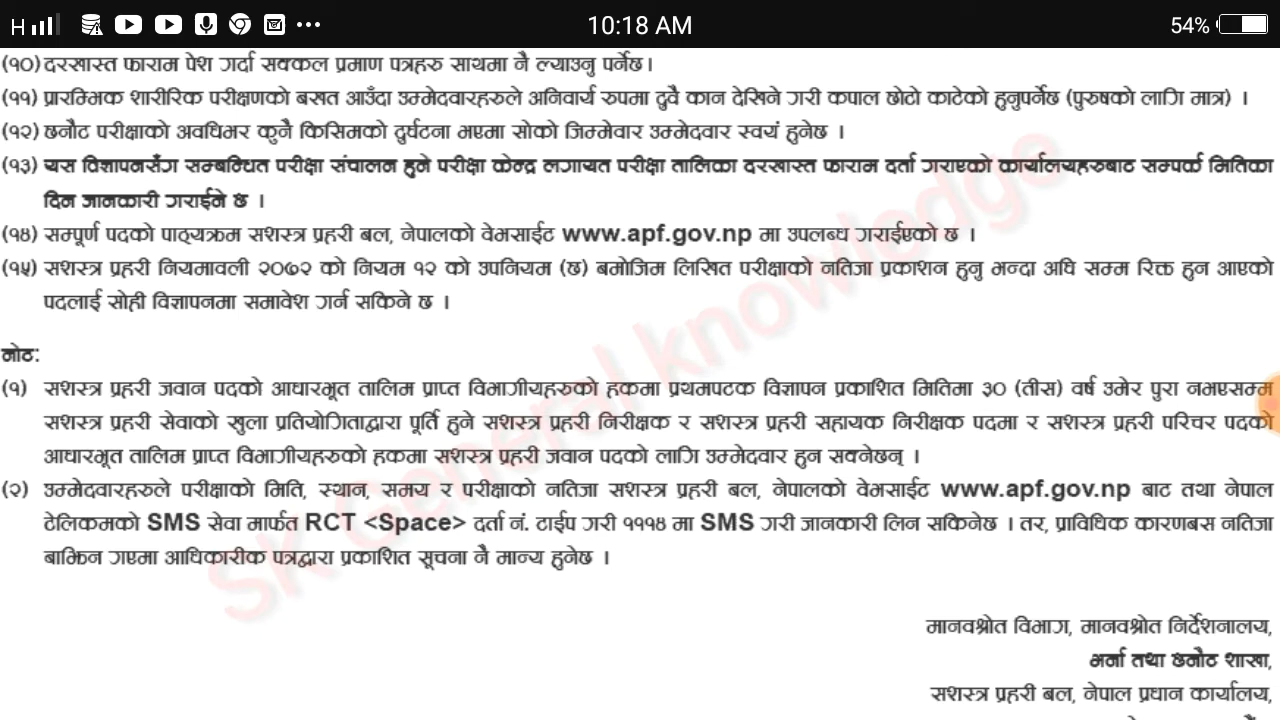 H 10:18 AM 54%
(१०) दरखास्त फाराम पेश गर्दा सक्कल प्रमाण पत्रहरु साथमा नै ल्याउनु पर्नेछ।
(११) प्रारम्भिक शारीरिक परीक्षणको बखत आउँदा उम्मेदवारहरुले अनिवार्य रुपमा दुवै कान देखिने गरी कपाल छोटो काटेको हुनुपर्नेछ (पुरुषको लागि मात्र) ।
(१२) छनौट परीक्षाको अवधिभर कुनै किसिमको दुर्घटना भएमा सोको जिम्मेवार उम्मेदवार स्वयं हुनेछ ।
(१३) यस विज्ञापनसँग सम्बन्धित परीक्षा संचालन हुने परीक्षा केन्द्र लगायत परीक्षा तालिका दरखास्त फाराम दर्ता गराएको कार्यालयहरुबाट सम्पर्क मितिका
दिन जानकारी गराईने छ ।
(१४) सम्पूर्ण पदको पाठ्यक्रम सशस्त्र प्रहरी बल, नेपालको वेभसाईट www.apf.gov.np मा उपलब्ध गराईएको छ ।
(१५) सशस्त्र प्रहरी नियमावली २०७२ को नियम १२ को उपनियम (छ) बमोजिम लिखित परीक्षाको नतिजा प्रकाशन हुनु भन्दा अघि सम्म रिक्त हुन आएको
पदलाई सोही विज्ञापनमा समावेश गर्न सकिने छ ।
नोट:
(१) सशस्त्र प्रहरी जवान पदको आधारभूत तालिम प्राप्त विभागीयहरुको हकमा प्रथमपटक विज्ञापन प्रकाशित मितिमा ३० (तीस) वर्ष उमेर पुरा नभएसम्म
सशस्त्र प्रहरी सेवाको खुला प्रतियोगिताद्वारा पूर्ति हुने सशस्त्र प्रहरी निरीक्षक र सशस्त्र प्रहरी सहायक निरीक्षक पदमा र सशस्त्र प्रहरी परिचर पदको
आधारभूत तालिम प्राप्त विभागीयहरुको हकमा सशस्त्र प्रहरी जवान पदको लागि उम्मेदवार हुन सक्नेछन् ।
(२) उम्मेदवारहरुले परीक्षाको मिति, स्थान, समय र परीक्षाको नतिजा सशस्त्र प्रहरी बल, नेपालको वेभसाईट www.apf.gov.np बाट तथा नेपाल
टेलिकमको SMS सेवा मार्फत RCT <Space> दर्ता नं. टाईप गरी १११४ मा SMS गरी जानकारी लिन सकिनेछ । तर, प्राविधिक कारणबस नतिजा
बाझिन गएमा आधिकारीक पत्रद्वारा प्रकाशित सूचना नै मान्य हुनेछ ।
SK General knowledge
मानवश्रोत विभाग, मानवश्रोत निर्देशनालय,
भर्ना तथा छनौट शाखा,
सशस्त्र प्रहरी बल, नेपाल प्रधान कार्यालय,